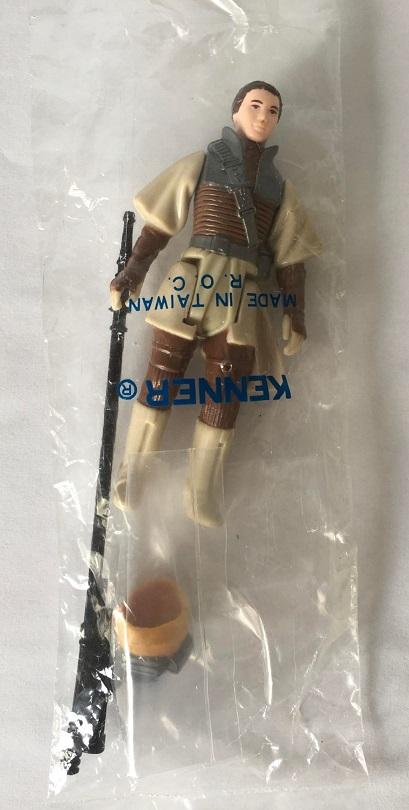 KENNER ®
MADE IN TAIWAN
R. O. C.